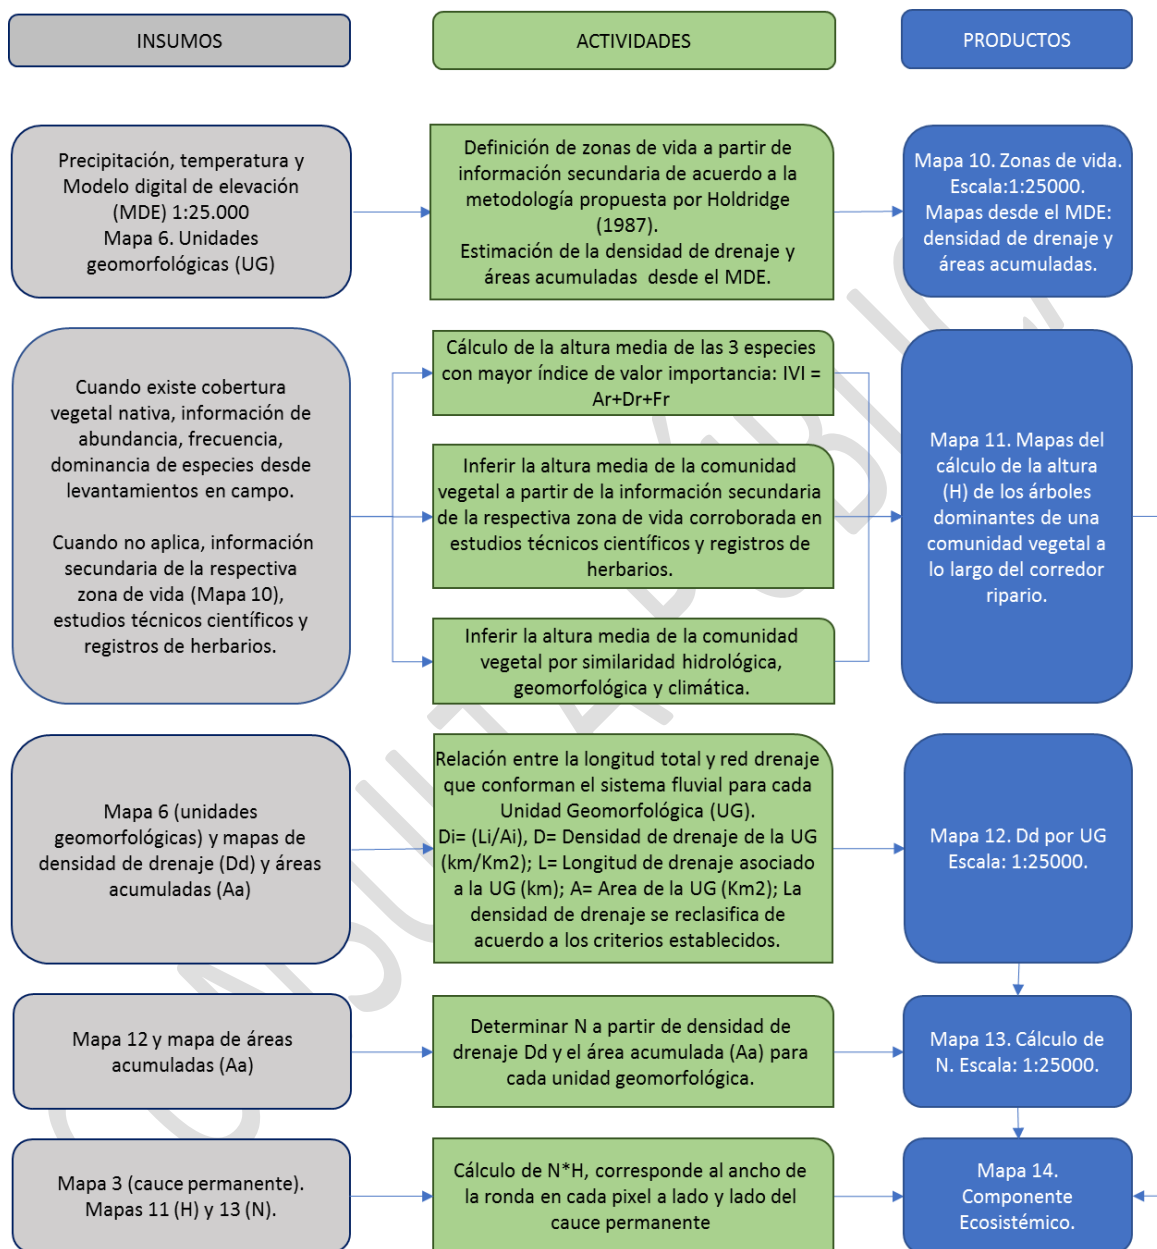 INSUMOS
ACTIVIDADES
PRODUCTOS
Precipitación, temperatura y
Modelo digital de elevación
(MDE) 1:25.000
Mapa 6. Unidades
geomorfológicas (UG)
Definición de zonas de vida a partir de
información secundaria de acuerdo a la
metodología propuesta por Holdridge
(1987).
Estimación de la densidad de drenaje y
áreas acumuladas desde el MDE.
Mapa 10. Zonas de vida.
Escala:1:25000.
Mapas desde el MDE:
densidad de drenaje y
áreas acumuladas.
Cuando existe cobertura
vegetal nativa, información de
abundancia, frecuencia,
dominancia de especies desde
levantamientos en campo.
Cuando no aplica, información
secundaria de la respectiva
zona de vida (Mapa 10),
estudios técnicos científicos y
registros de herbarios.
Cálculo de la altura media de las 3 especies
con mayor índice de valor importancia: IVI =
Ar+Dr+Fr
Inferir la altura media de la comunidad
vegetal a partir de la información secundaria
de la respectiva zona de vida corroborada en
estudios técnicos científicos y registros de
herbarios.
Inferir la altura media de la comunidad
vegetal por similaridad hidrológica,
geomorfológica y climática.
Mapa 11. Mapas del
cálculo de la altura
(H) de los árboles
dominantes de una
comunidad vegetal a
lo largo del corredor
ripario.
Mapa 6 (unidades
geomorfológicas) y mapas de
densidad de drenaje (Dd) y áreas
acumuladas (Aa)
Relación entre la longitud total y red drenaje
que conforman el sistema fluvial para cada
Unidad Geomorfológica (UG).
Di= (Li/Ai), D= Densidad de drenaje de la UG
(km/Km2); L= Longitud de drenaje asociado
a la UG (km); A= Area de la UG (Km2); La
densidad de drenaje se reclasifica de
acuerdo a los criterios establecidos.
Mapa 12. Dd por UG
Escala: 1:25000.
Mapa 12 y mapa de áreas
acumuladas (Aa)
Determinar N a partir de densidad de
drenaje Dd y el área acumulada (Aa) para
cada unidad geomorfológica.
Mapa 13. Cálculo de
N. Escala: 1:25000.
Mapa 3 (cauce permanente).
Mapas 11 (H) y 13 (N).
Cálculo de N*H, corresponde al ancho de
la ronda en cada pixel a lado y lado del
cauce permanente
Mapa 14.
Componente
Ecosistémico.
CONSULTA PÚBLICA